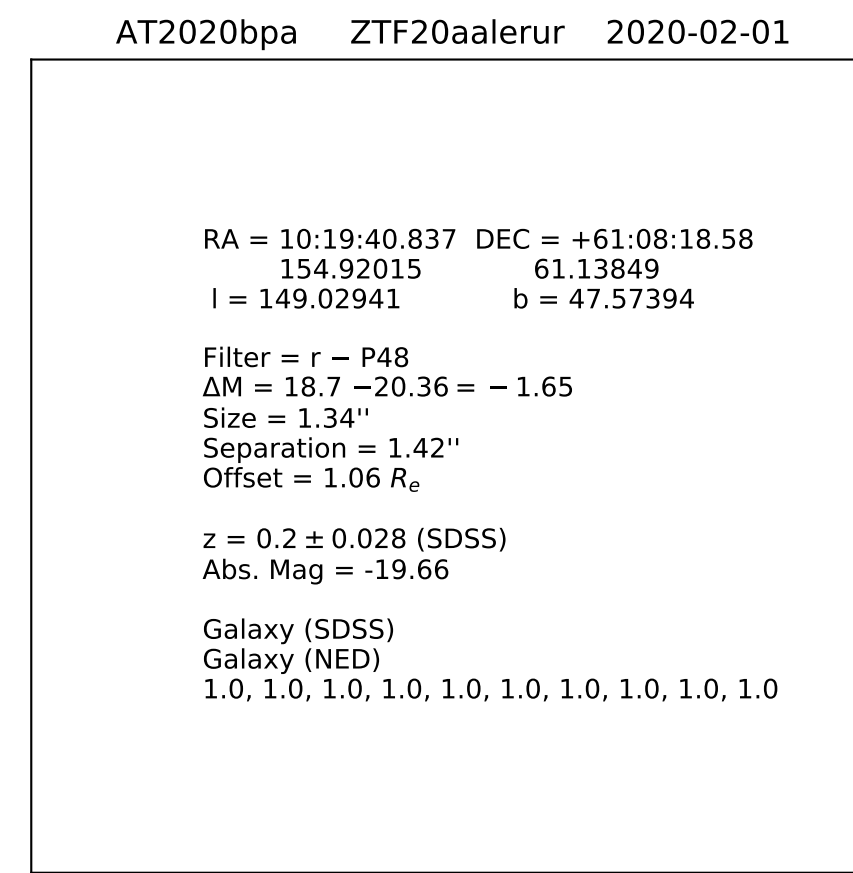 AT2020bpa ZTF20aalerur 2020-02-01
RA = 10:19:40.837 DEC = +61:08:18.58
154.92015 61.13849
l = 149.02941 b = 47.57394
Filter = r − P48
ΔM = 18.7 −20.36 = − 1.65
Size = 1.34''
Separation = 1.42''
Offset = 1.06 Rₑ
z = 0.2 ± 0.028 (SDSS)
Abs. Mag = -19.66
Galaxy (SDSS)
Galaxy (NED)
1.0, 1.0, 1.0, 1.0, 1.0, 1.0, 1.0, 1.0, 1.0, 1.0